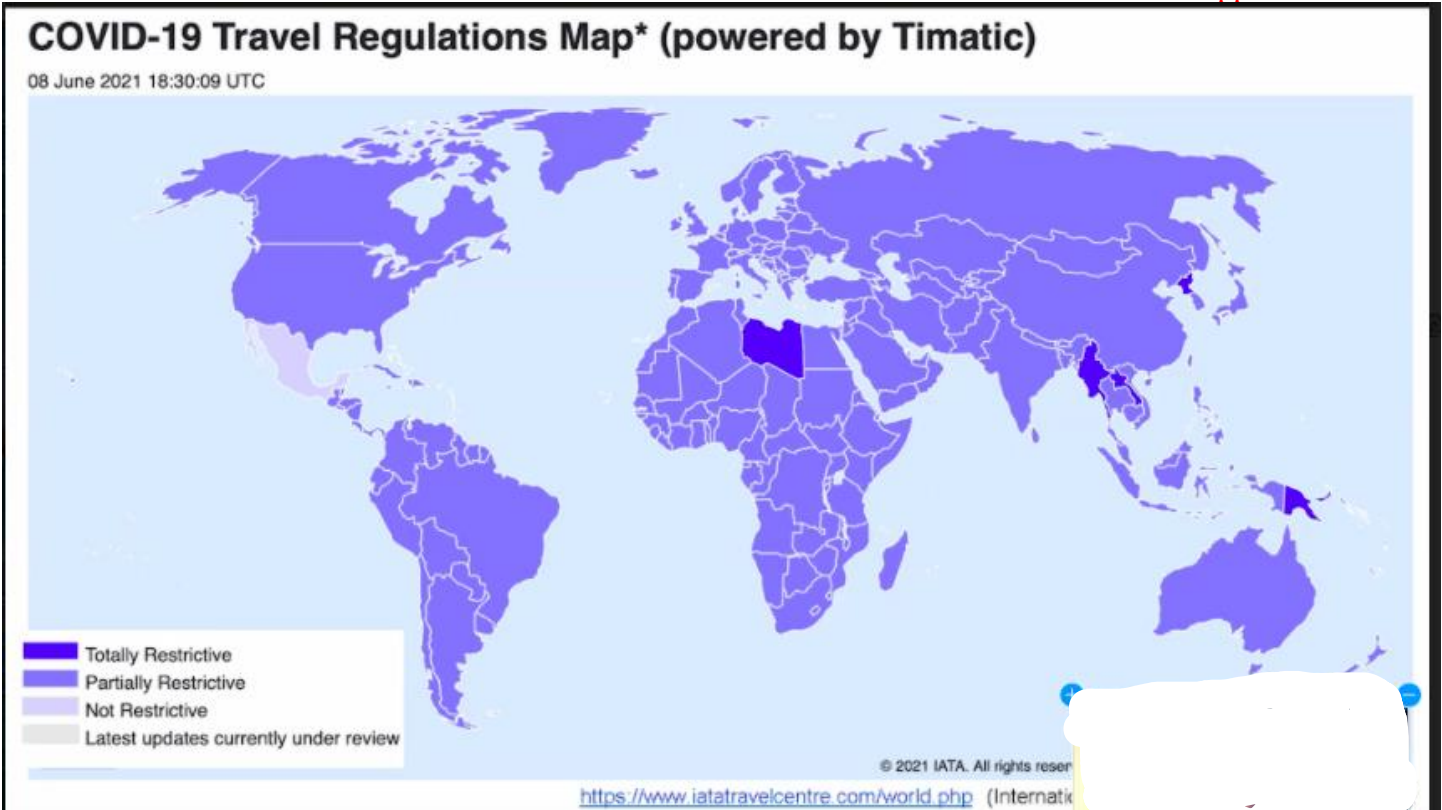 COVID-19 Travel Regulations Map* (powered by Timatic)
08 June 2021 18:30:09 UTC
Totally Restrictive
Partially Restrictive
Not Restrictive
Latest updates currently under review
© 2021 IATA. All rights reser
https://www.iatatravelcentre.com/world.php (Internatio